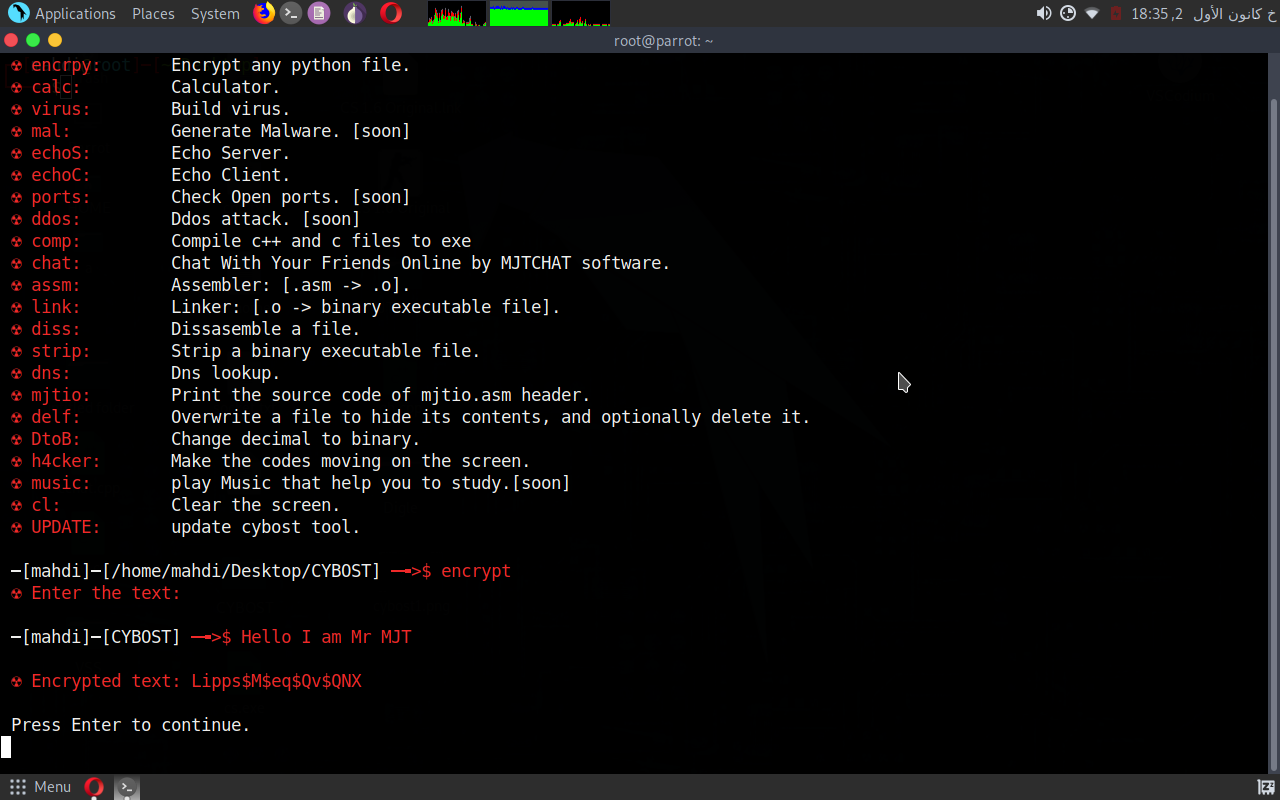 Applications Places System 18:35 ,2 خ كانون الأول
root@parrot: ~
encrpy: Encrypt any python file.
calc: Calculator.
virus: Build virus.
mal: Generate Malware. [soon]
echoS: Echo Server.
echoC: Echo Client.
ports: Check Open ports. [soon]
ddos: Ddos attack. [soon]
comp: Compile c++ and c files to exe
chat: Chat With Your Friends Online by MJTCHAT software.
assm: Assembler: [.asm -> .o].
link: Linker: [.o -> binary executable file].
diss: Dissasemble a file.
strip: Strip a binary executable file.
dns: Dns lookup.
mjtio: Print the source code of mjtio.asm header.
delf: Overwrite a file to hide its contents, and optionally delete it.
DtoB: Change decimal to binary.
h4cker: Make the codes moving on the screen.
music: play Music that help you to study.[soon]
cl: Clear the screen.
UPDATE: update cybost tool.
─[mahdi]─[/home/mahdi/Desktop/CYBOST] ──╼>$ encrypt
☢ Enter the text:
─[mahdi]─[CYBOST] ──╼>$ Hello I am Mr MJT
☢ Encrypted text: Lipps$M$eq$Qv$QNX
Press Enter to continue.
Menu